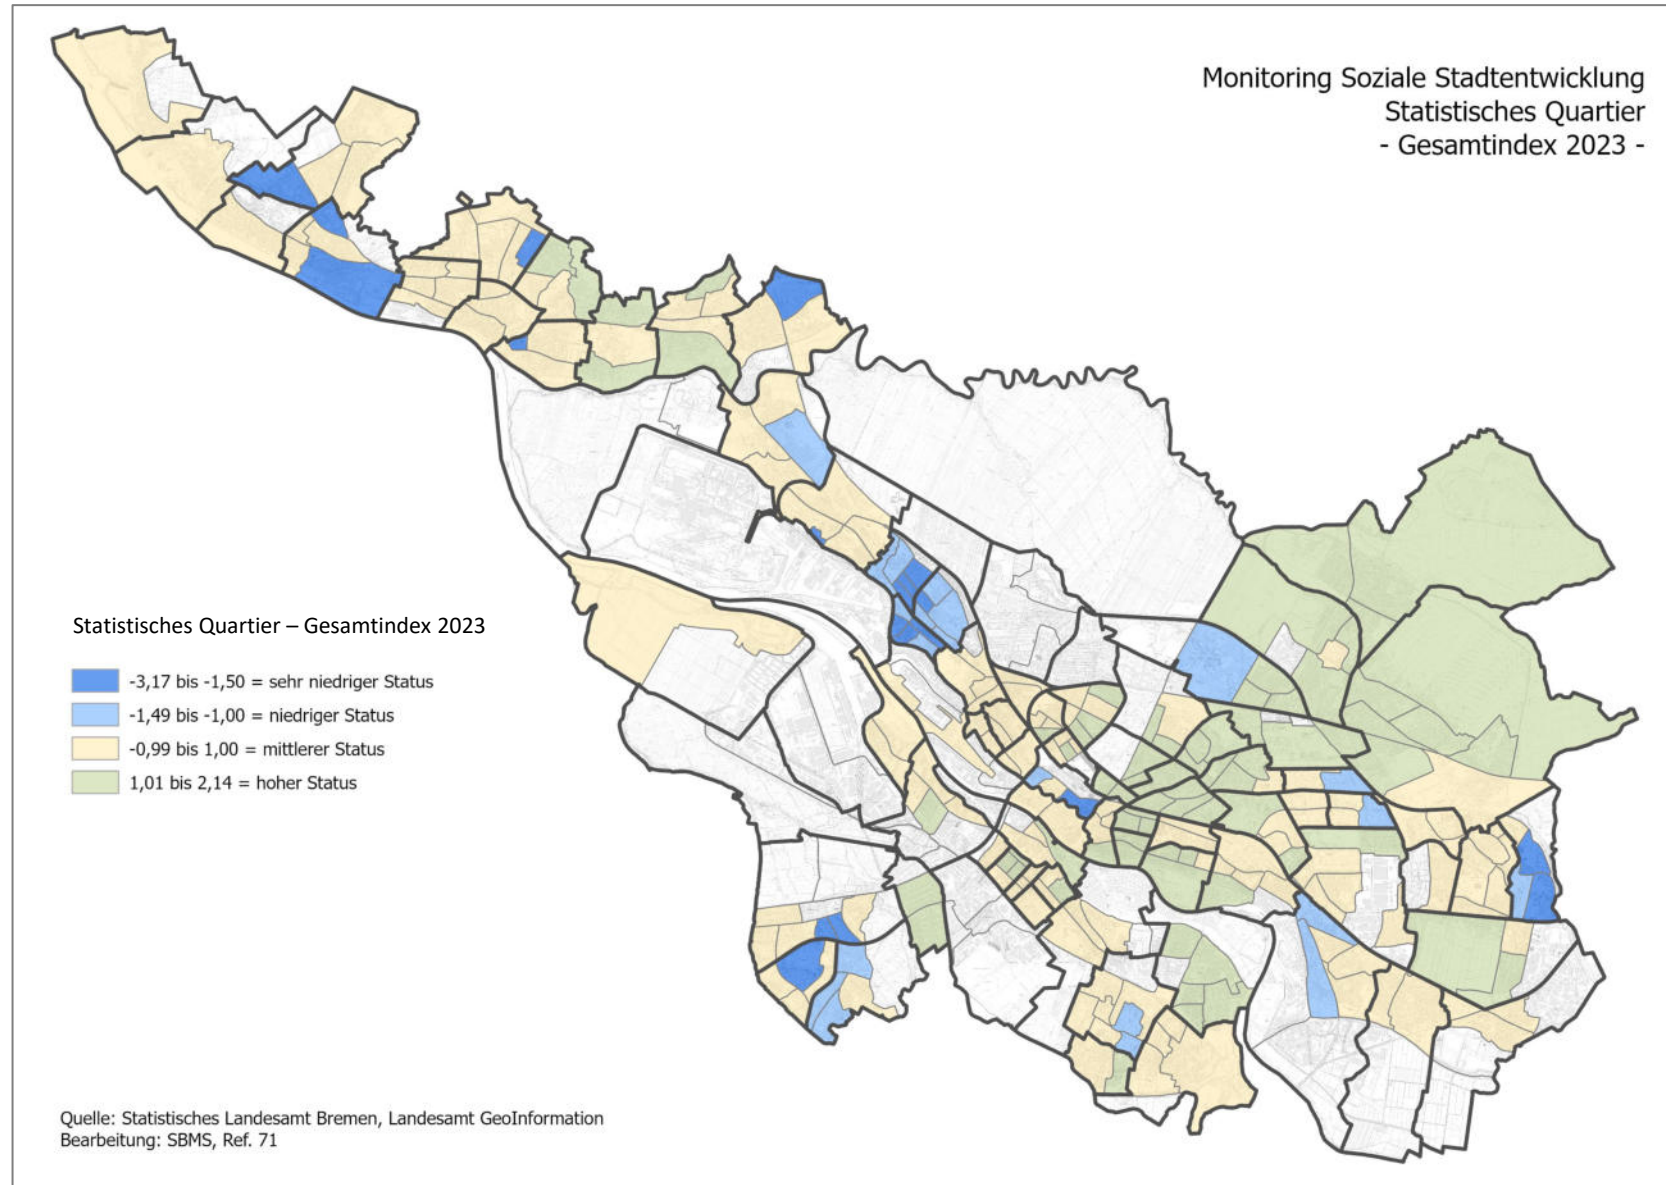 Monitoring Soziale Stadtentwicklung
Statistisches Quartier
- Gesamtindex 2023 -
Statistisches Quartier – Gesamtindex 2023
-3,17 bis -1,50 = sehr niedriger Status
-1,49 bis -1,00 = niedriger Status
-0,99 bis 1,00 = mittlerer Status
1,01 bis 2,14 = hoher Status
Quelle: Statistisches Landesamt Bremen, Landesamt GeoInformation
Bearbeitung: SBMS, Ref. 71